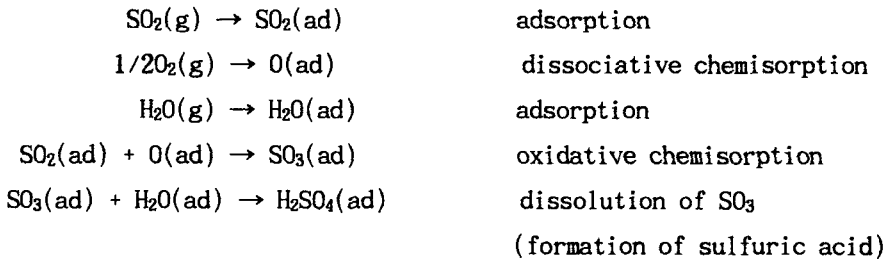 SO₂(g) → SO₂(ad) adsorption
1/2O₂(g) → O(ad) dissociative chemisorption
H₂O(g) → H₂O(ad) adsorption
SO₂(ad) + O(ad) → SO₃(ad) oxidative chemisorption
SO₃(ad) + H₂O(ad) → H₂SO₄(ad) dissolution of SO₃
(formation of sulfuric acid)